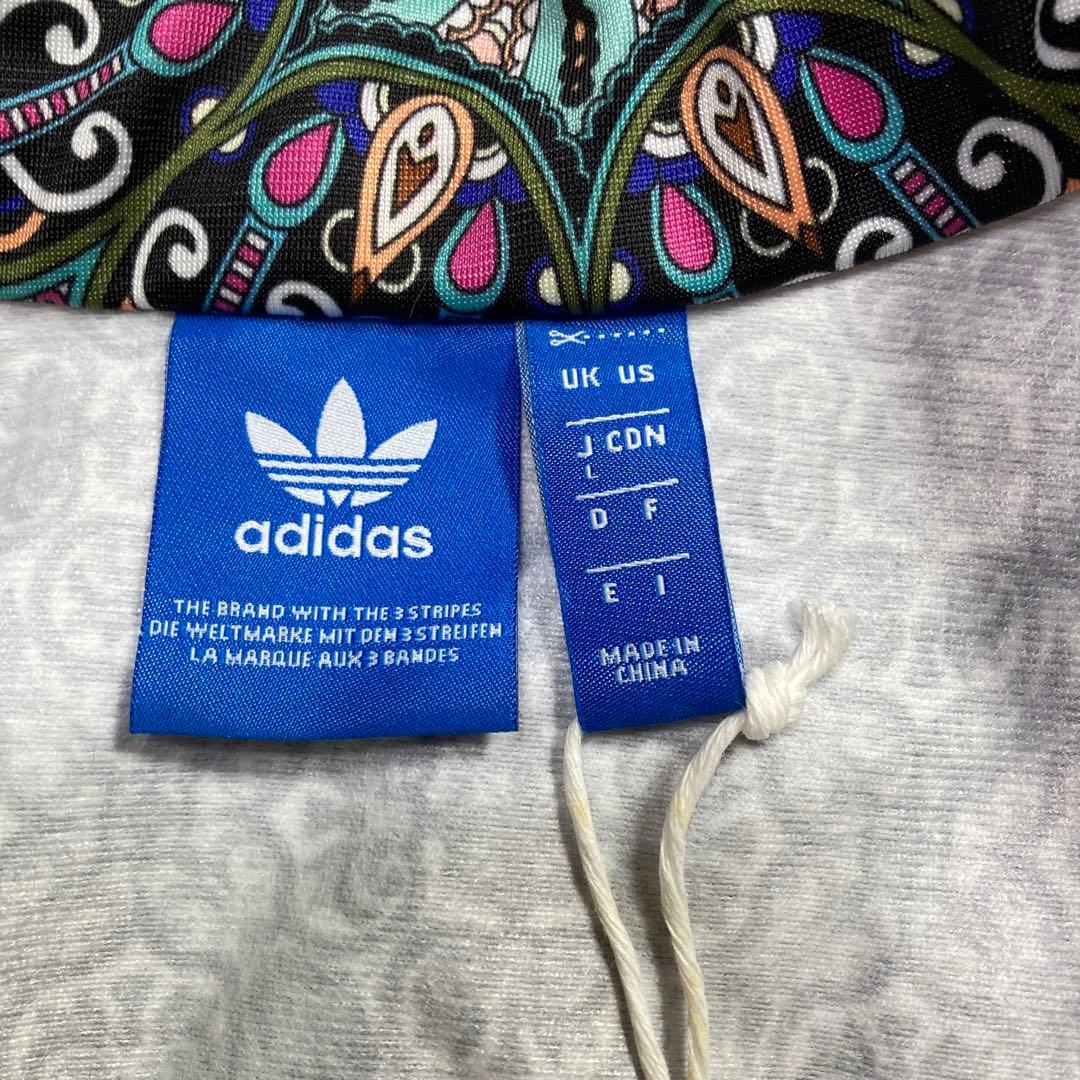 adidas
THE BRAND WITH THE 3 STRIPES
DIE WELTMARKE MIT DEN 3 STREIFEN
LA MARQUE AUX 3 BANDES
UK US
J CDN
L
D F
E I
MADE IN
CHINA